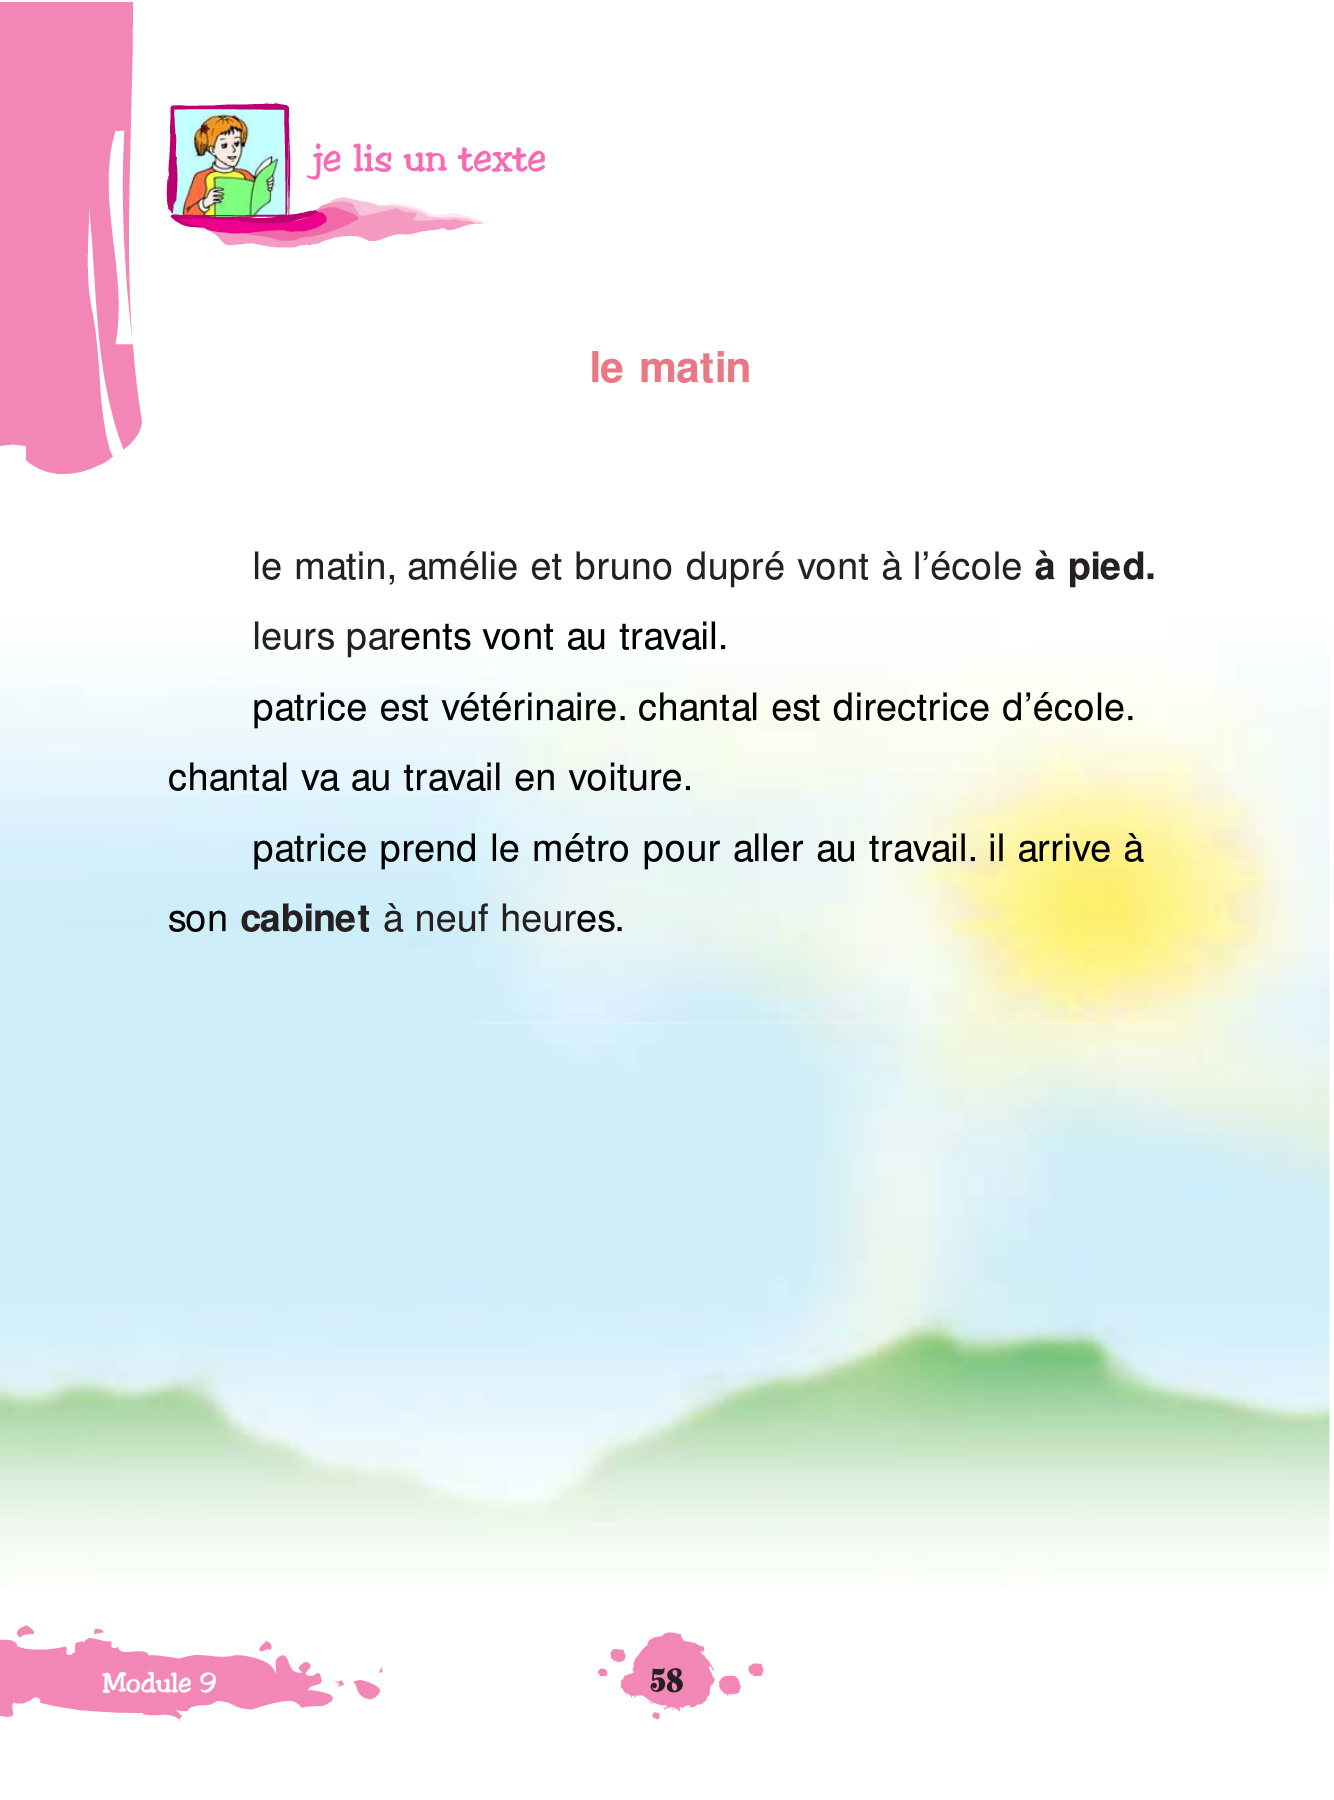 je lis un texte
le matin
le matin, amélie et bruno dupré vont à l’école à pied.
leurs parents vont au travail.
patrice est vétérinaire. chantal est directrice d’école.
chantal va au travail en voiture.
patrice prend le métro pour aller au travail. il arrive à
son cabinet à neuf heures.
Module 9
58